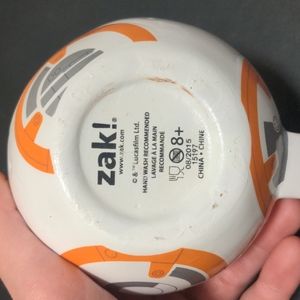 zak!®
www.zak.com
© & ™ Lucasfilm Ltd.
HAND WASH RECOMMENDED
LAVAGE À LA MAIN
RECOMMANDÉ
8+
08/2015
15197
CHINA • CHINE